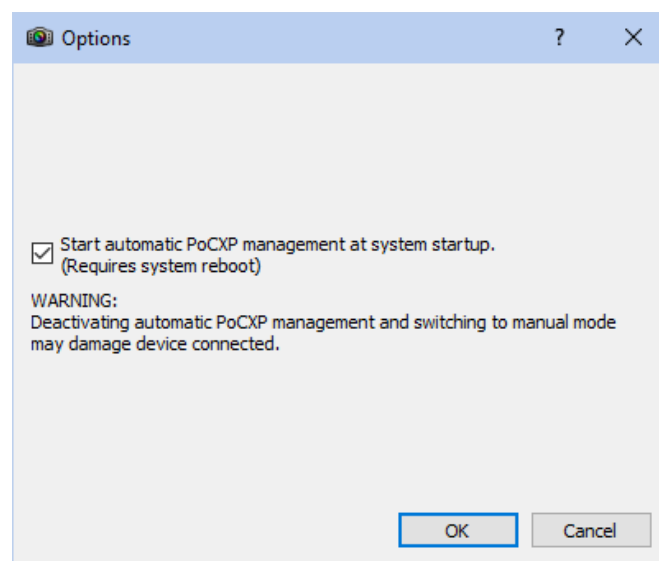 Options
?
Start automatic PoCXP management at system startup.
(Requires system reboot)
WARNING:
Deactivating automatic PoCXP management and switching to manual mode
may damage device connected.
OK
Cancel